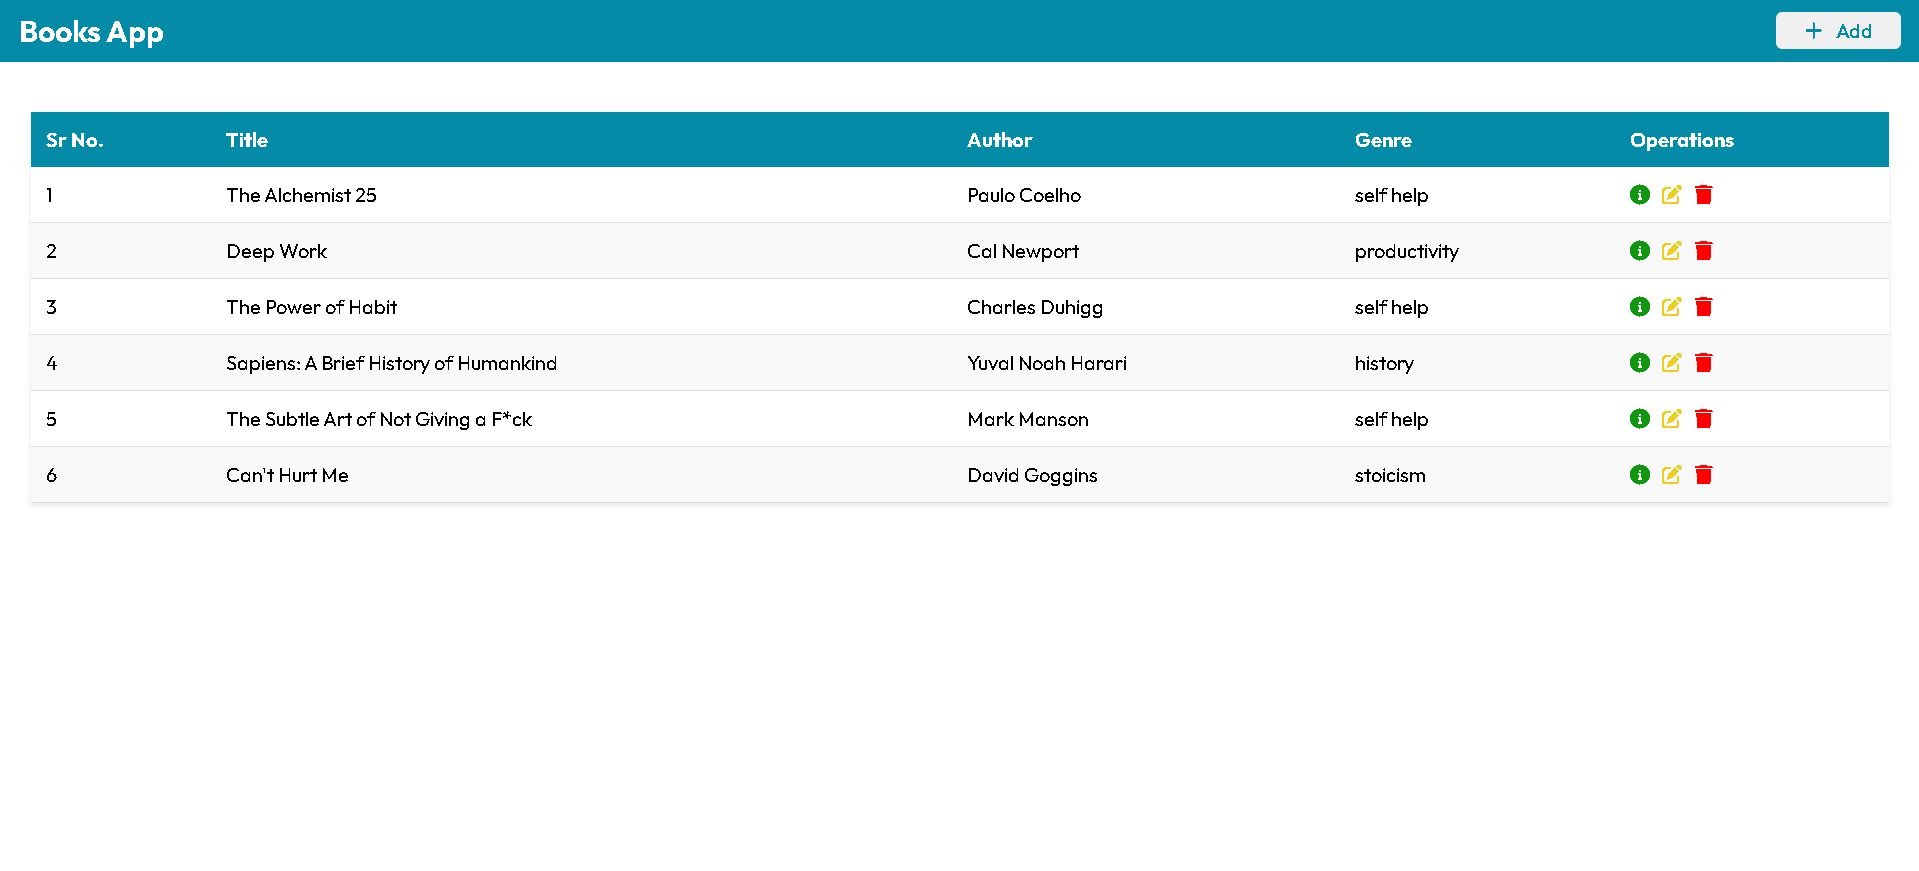 Books App
Add
Sr No. Title Author Genre Operations
1 The Alchemist 25 Paulo Coelho self help
2 Deep Work Cal Newport productivity
3 The Power of Habit Charles Duhigg self help
4 Sapiens: A Brief History of Humankind Yuval Noah Harari history
5 The Subtle Art of Not Giving a F*ck Mark Manson self help
6 Can't Hurt Me David Goggins stoicism